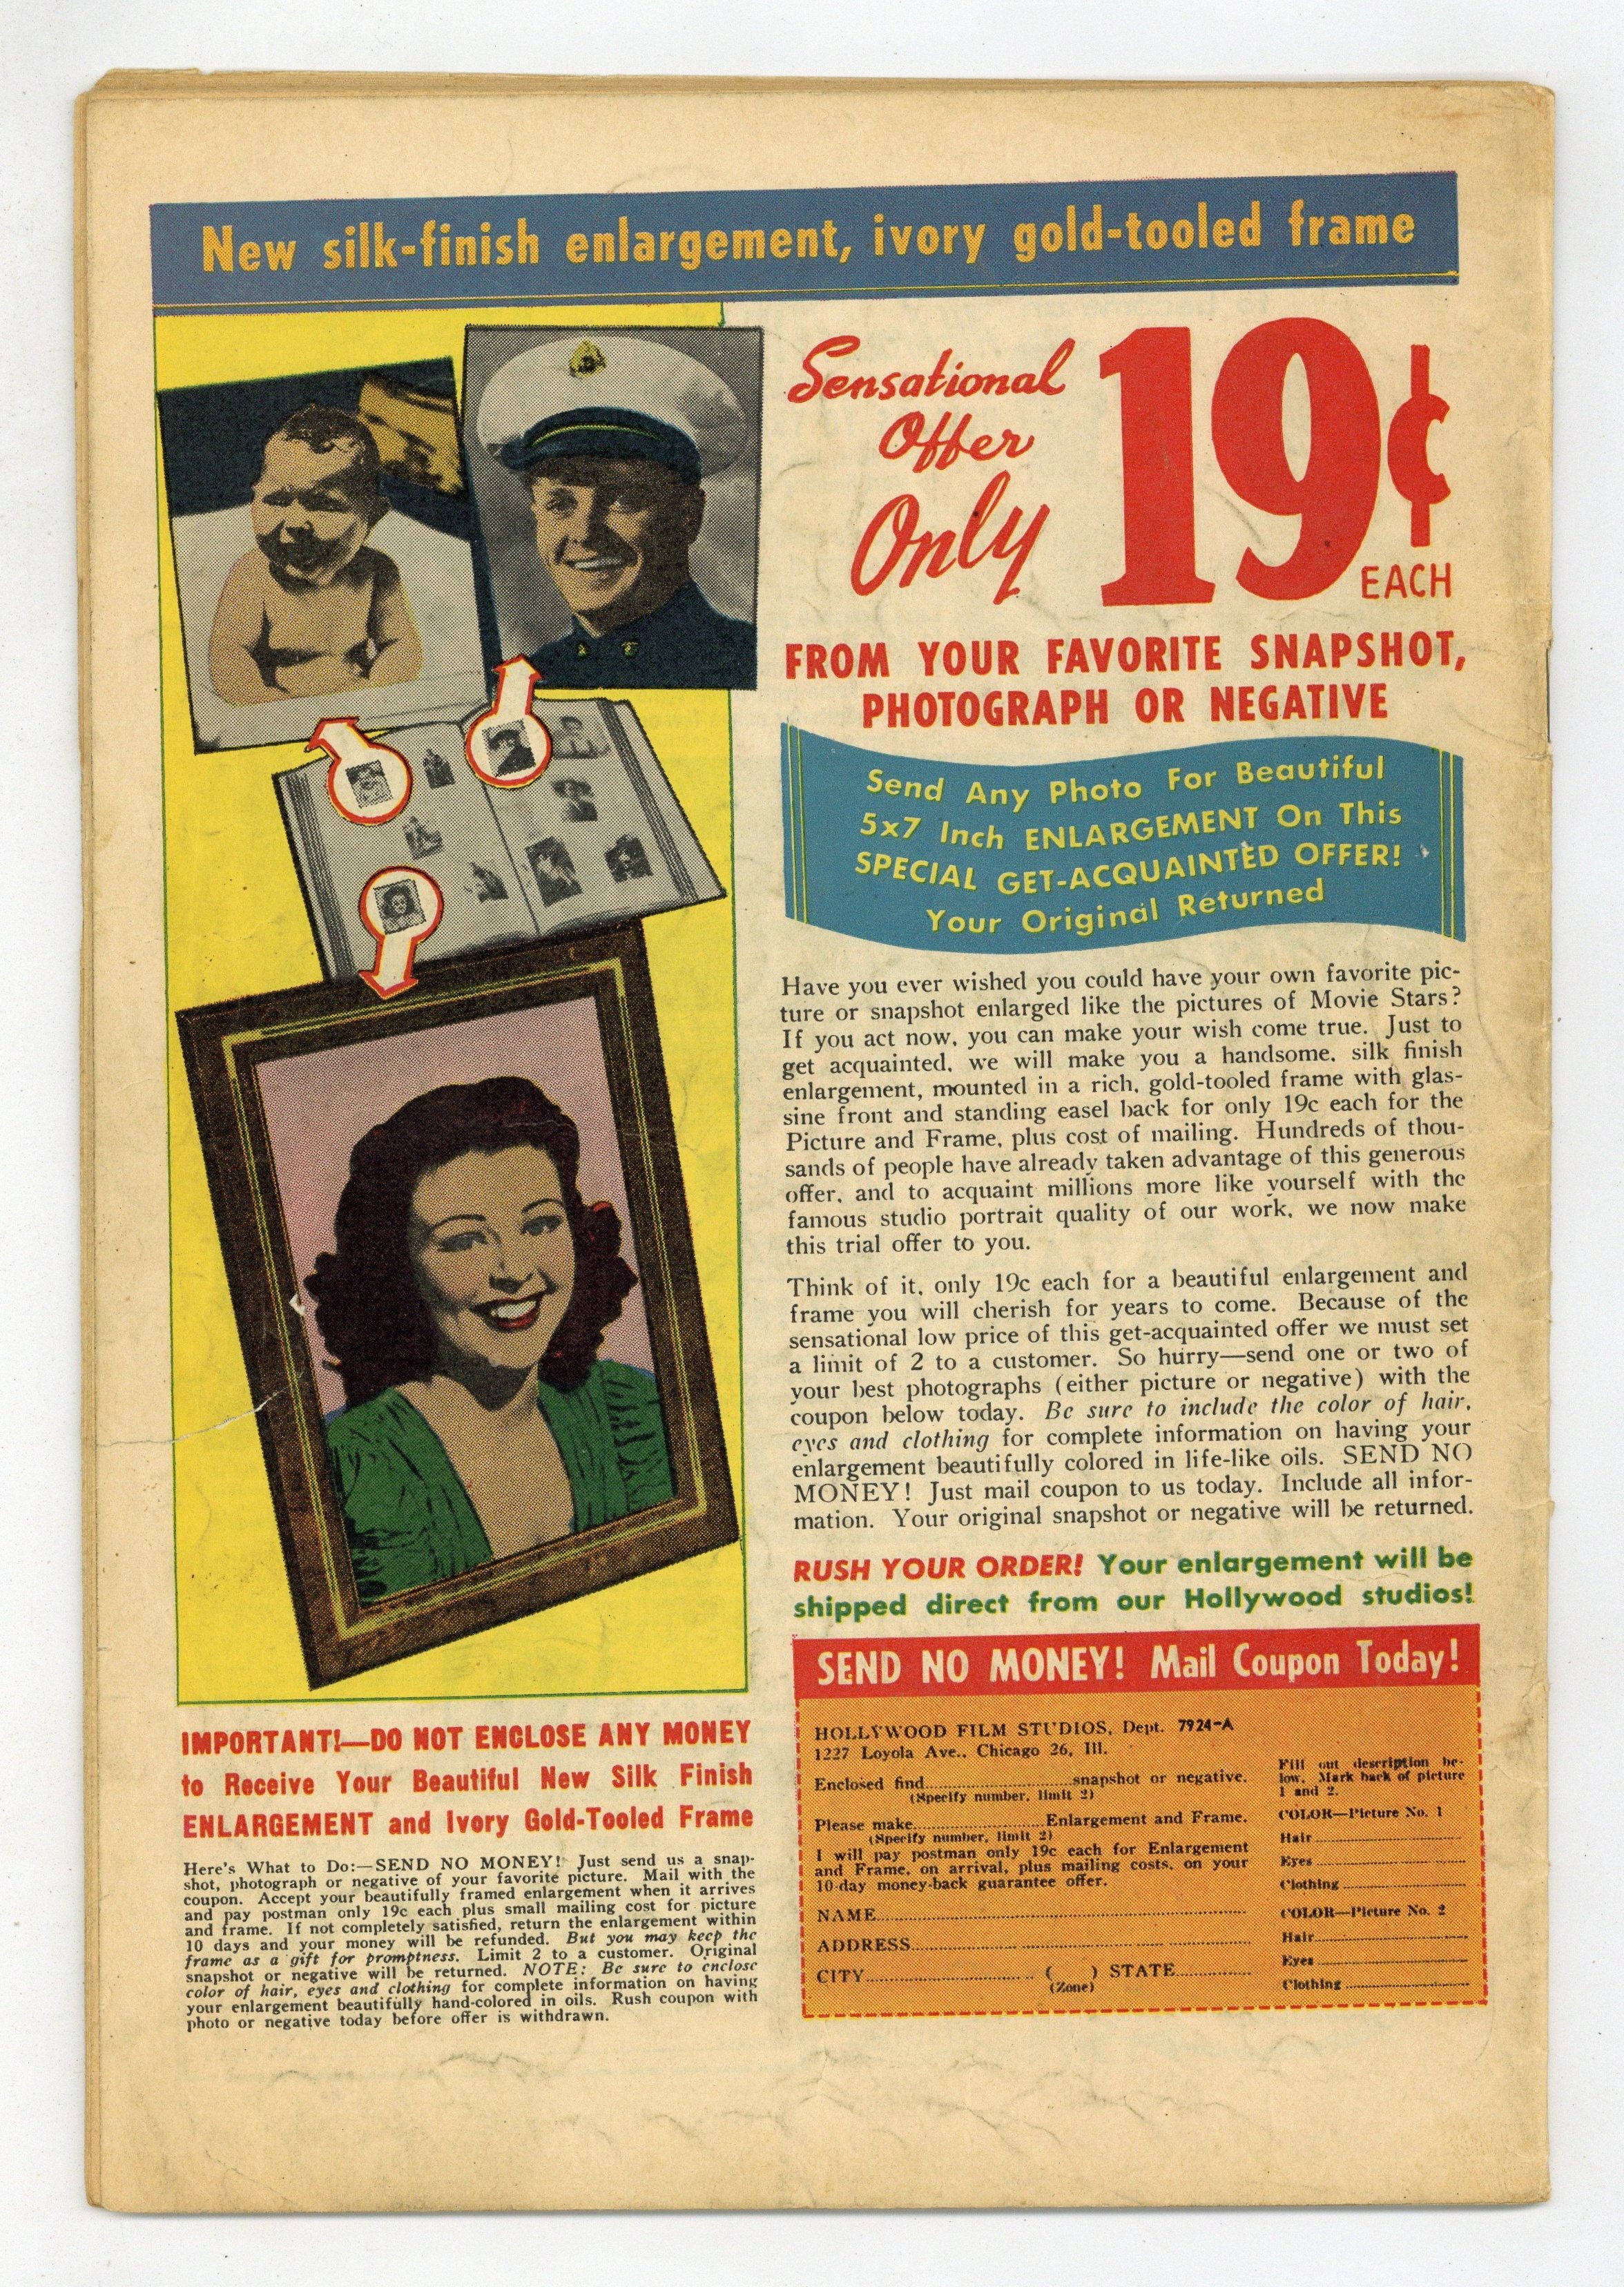 New silk-finish enlargement, ivory gold-tooled frame
Sensational
Offer
Only
19¢
EACH
FROM YOUR FAVORITE SNAPSHOT,
PHOTOGRAPH OR NEGATIVE
Send Any Photo For Beautiful
5x7 Inch ENLARGEMENT On This
SPECIAL GET-ACQUAINTED OFFER!
Your Original Returned
Have you ever wished you could have your own favorite pic-
ture or snapshot enlarged like the pictures of Movie Stars?
If you act now, you can make your wish come true. Just to
get acquainted, we will make you a handsome, silk finish
enlargement, mounted in a rich, gold-tooled frame with glas-
sine front and standing easel back for only 19c each for the
Picture and Frame, plus cost of mailing. Hundreds of thou-
sands of people have already taken advantage of this generous
offer, and to acquaint millions more like yourself with the
famous studio portrait quality of our work, we now make
this trial offer to you.
Think of it, only 19c each for a beautiful enlargement and
frame you will cherish for years to come. Because of the
sensational low price of this get-acquainted offer we must set
a limit of 2 to a customer. So hurry—send one or two of
your best photographs (either picture or negative) with the
coupon below today. Be sure to include the color of hair,
eyes and clothing for complete information on having your
enlargement beautifully colored in life-like oils. SEND NO
MONEY! Just mail coupon to us today. Include all infor-
mation. Your original snapshot or negative will be returned.
RUSH YOUR ORDER! Your enlargement will be
shipped direct from our Hollywood studios!
IMPORTANT!—DO NOT ENCLOSE ANY MONEY
to Receive Your Beautiful New Silk Finish
ENLARGEMENT and Ivory Gold-Tooled Frame
Here's What to Do:—SEND NO MONEY! Just send us a snap-
shot, photograph or negative of your favorite picture. Mail with the
coupon. Accept your beautifully framed enlargement when it arrives
and pay postman only 19c each plus small mailing cost for picture
and frame. If not completely satisfied, return the enlargement within
10 days and your money will be refunded. But you may keep the
frame as a gift for promptness. Limit 2 to a customer. Original
snapshot or negative will be returned. NOTE: Be sure to enclose
color of hair, eyes and clothing for complete information on having
your enlargement beautifully hand-colored in oils. Rush coupon with
photo or negative today before offer is withdrawn.
SEND NO MONEY! Mail Coupon Today!
HOLLYWOOD FILM STUDIOS, Dept. 7924-A
1227 Loyola Ave., Chicago 26, Ill.
Enclosed find..............................snapshot or negative.
(Specify number, limit 2)
Please make..........................Enlargement and Frame.
(Specify number, limit 2)
I will pay postman only 19c each for Enlargement
and Frame, on arrival, plus mailing costs, on your
10-day money-back guarantee offer.
NAME..............................
ADDRESS..............................
CITY.............................. ( ) STATE...............
(Zone)
Fill out description be-
low. Mark back of picture
1 and 2.
COLOR—Picture No. 1
Hair..............................
Eyes..............................
Clothing..............................
COLOR—Picture No. 2
Hair..............................
Eyes..............................
Clothing..............................